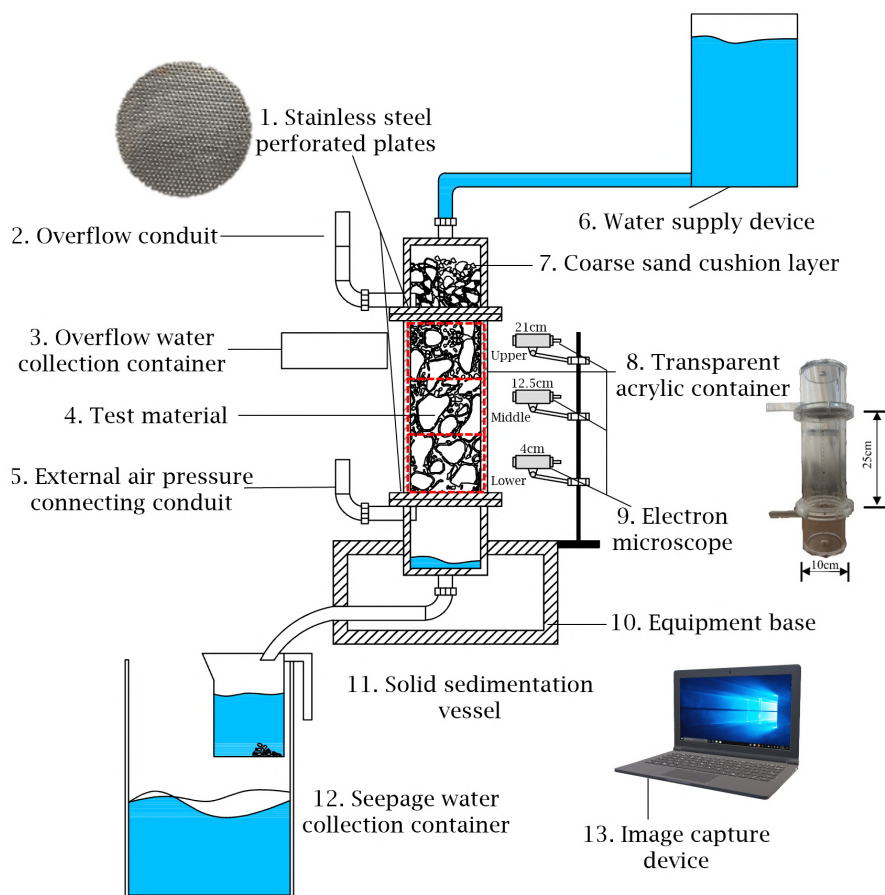 1. Stainless steel
perforated plates
2. Overflow conduit
6. Water supply device
7. Coarse sand cushion layer
3. Overflow water
collection container
21cm
Upper
8. Transparent
acrylic container
12.5cm
4. Test material
Middle
25cm
5. External air pressure
connecting conduit
4cm
Lower
9. Electron
microscope
10cm
10. Equipment base
11. Solid sedimentation
vessel
12. Seepage water
collection container
13. Image capture
device